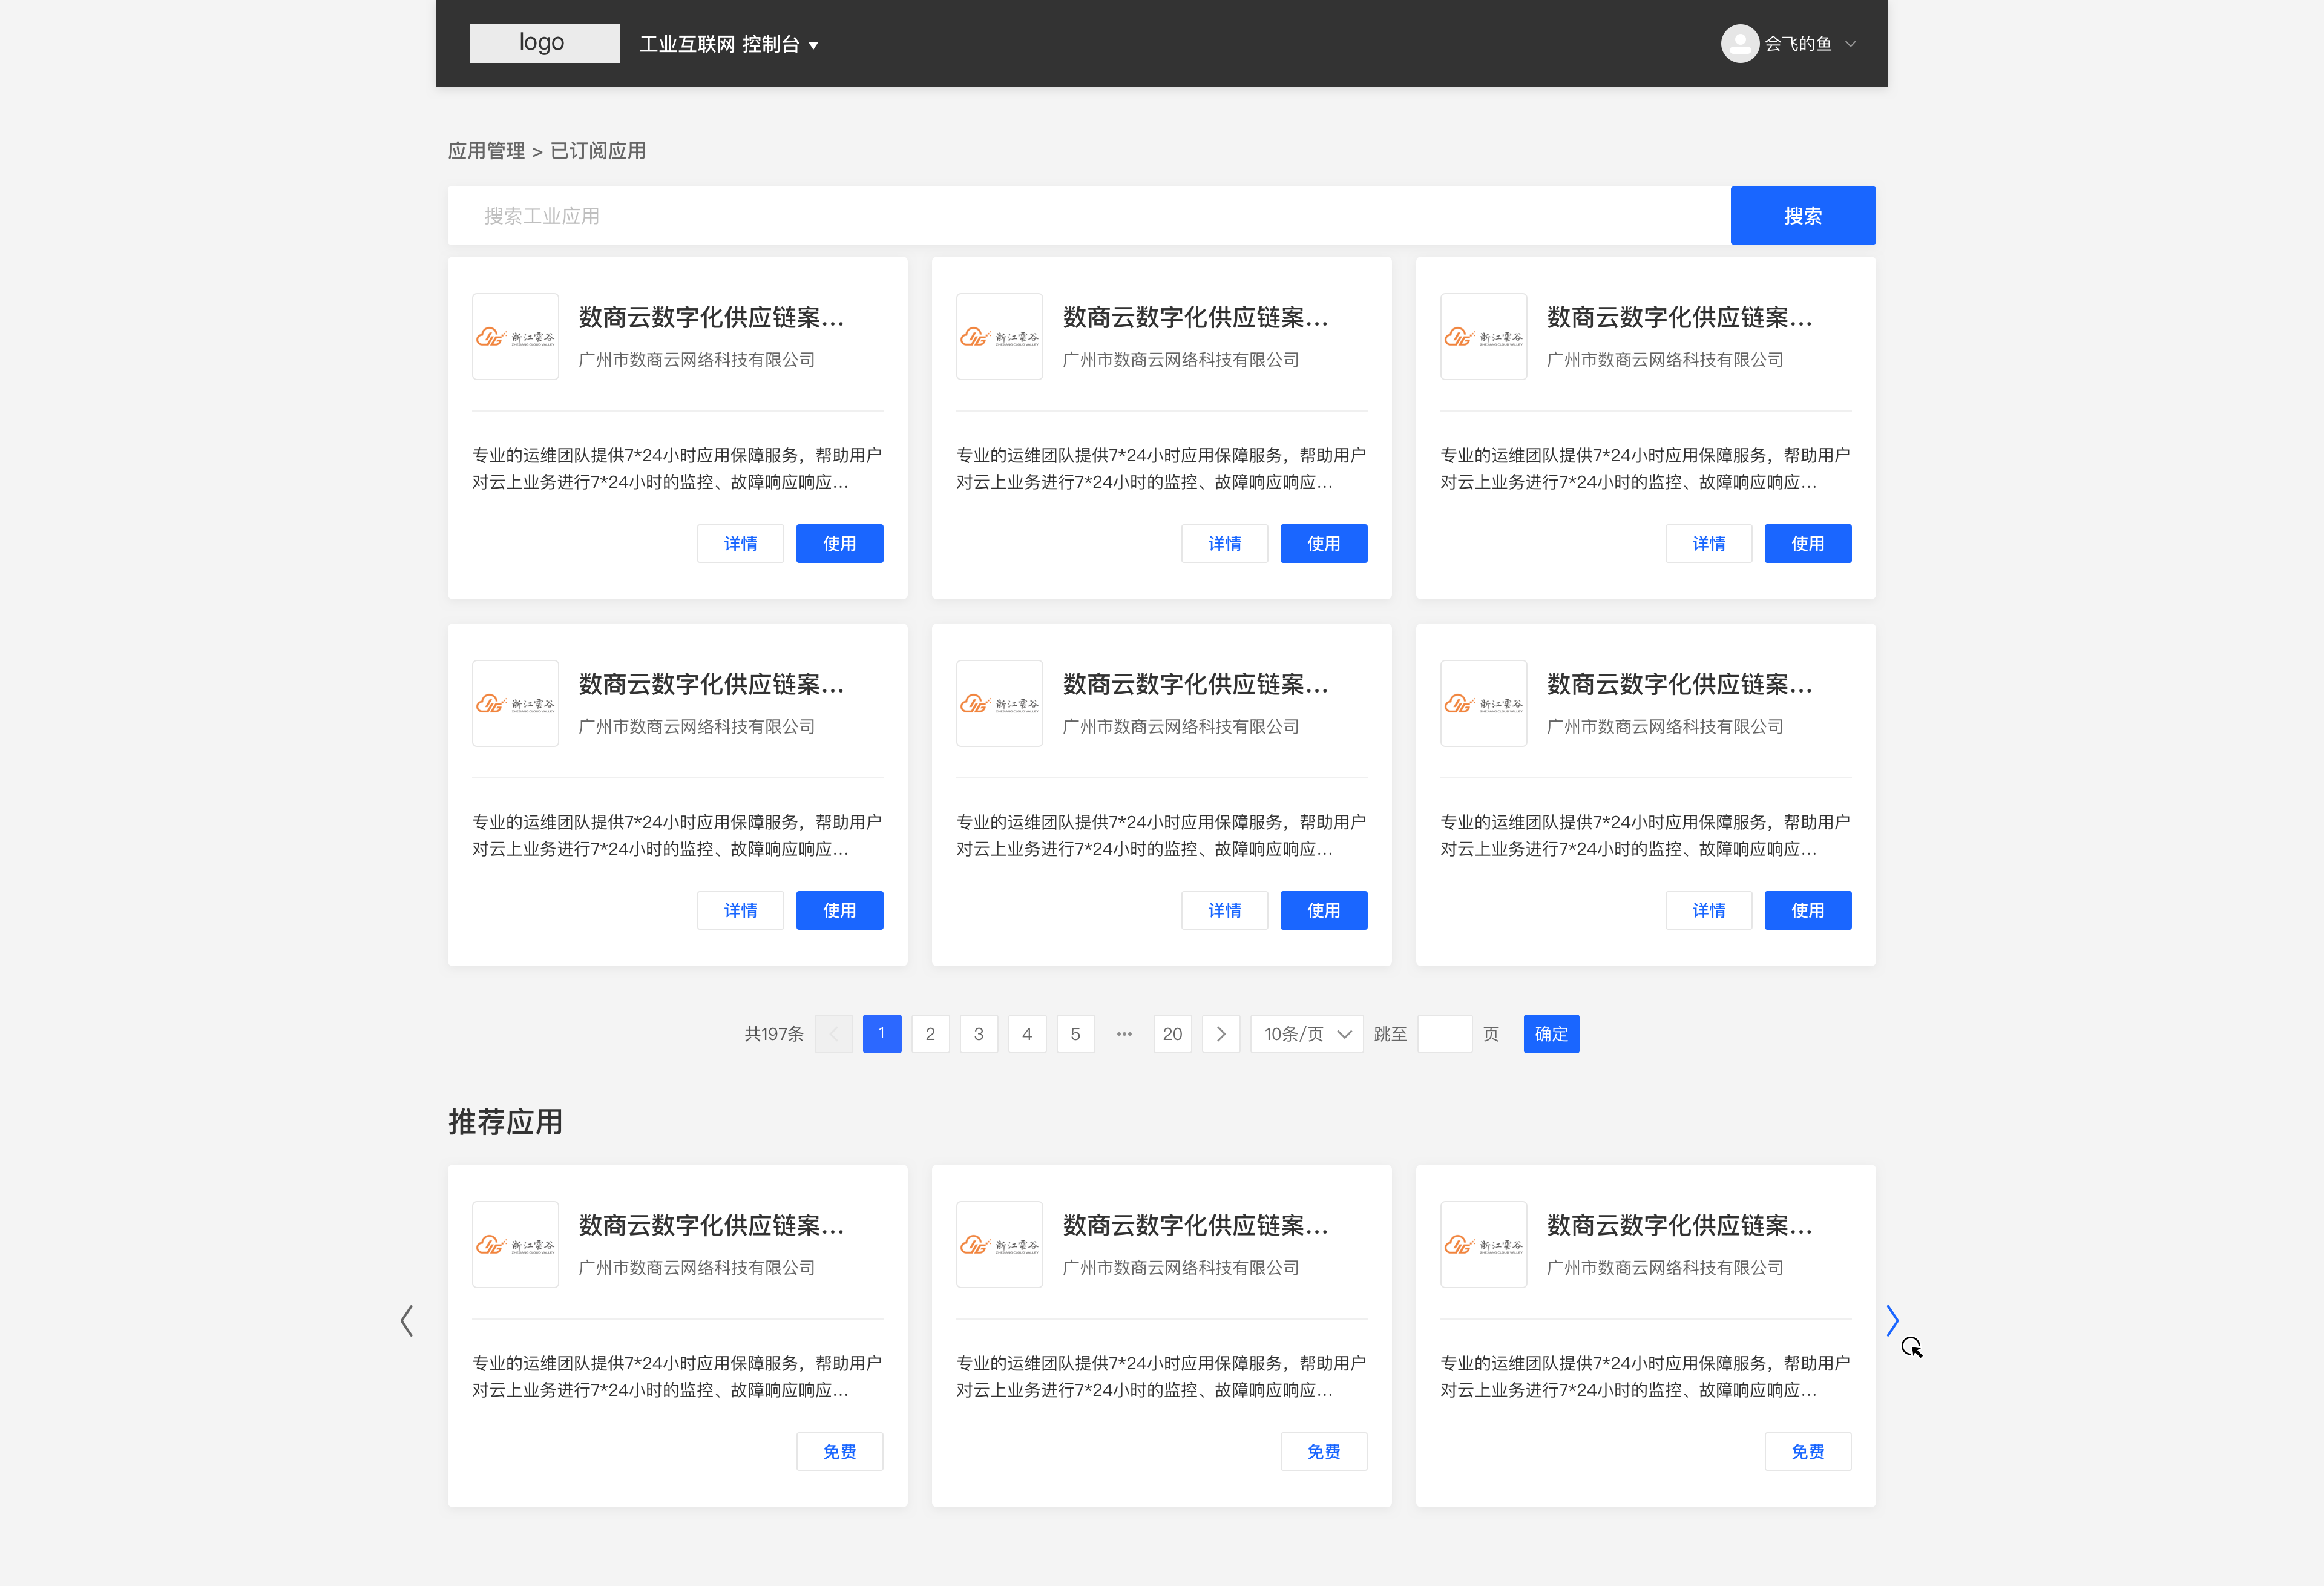 logo 工业互联网 控制台 会飞的鱼
应用管理 > 已订阅应用
搜索工业应用 搜索
数商云数字化供应链案...
广州市数商云网络科技有限公司
浙江雲谷
ZHEJIANG CLOUD VALLEY
专业的运维团队提供7*24小时应用保障服务，帮助用户
对云上业务进行7*24小时的监控、故障响应响应...
详情 使用
数商云数字化供应链案...
广州市数商云网络科技有限公司
浙江雲谷
ZHEJIANG CLOUD VALLEY
专业的运维团队提供7*24小时应用保障服务，帮助用户
对云上业务进行7*24小时的监控、故障响应响应...
详情 使用
数商云数字化供应链案...
广州市数商云网络科技有限公司
浙江雲谷
ZHEJIANG CLOUD VALLEY
专业的运维团队提供7*24小时应用保障服务，帮助用户
对云上业务进行7*24小时的监控、故障响应响应...
详情 使用
数商云数字化供应链案...
广州市数商云网络科技有限公司
浙江雲谷
ZHEJIANG CLOUD VALLEY
专业的运维团队提供7*24小时应用保障服务，帮助用户
对云上业务进行7*24小时的监控、故障响应响应...
详情 使用
数商云数字化供应链案...
广州市数商云网络科技有限公司
浙江雲谷
ZHEJIANG CLOUD VALLEY
专业的运维团队提供7*24小时应用保障服务，帮助用户
对云上业务进行7*24小时的监控、故障响应响应...
详情 使用
数商云数字化供应链案...
广州市数商云网络科技有限公司
浙江雲谷
ZHEJIANG CLOUD VALLEY
专业的运维团队提供7*24小时应用保障服务，帮助用户
对云上业务进行7*24小时的监控、故障响应响应...
详情 使用
共197条 1 2 3 4 5 ··· 20 10条/页 跳至 页 确定
推荐应用
数商云数字化供应链案...
广州市数商云网络科技有限公司
浙江雲谷
ZHEJIANG CLOUD VALLEY
专业的运维团队提供7*24小时应用保障服务，帮助用户
对云上业务进行7*24小时的监控、故障响应响应...
免费
数商云数字化供应链案...
广州市数商云网络科技有限公司
浙江雲谷
ZHEJIANG CLOUD VALLEY
专业的运维团队提供7*24小时应用保障服务，帮助用户
对云上业务进行7*24小时的监控、故障响应响应...
免费
数商云数字化供应链案...
广州市数商云网络科技有限公司
浙江雲谷
ZHEJIANG CLOUD VALLEY
专业的运维团队提供7*24小时应用保障服务，帮助用户
对云上业务进行7*24小时的监控、故障响应响应...
免费